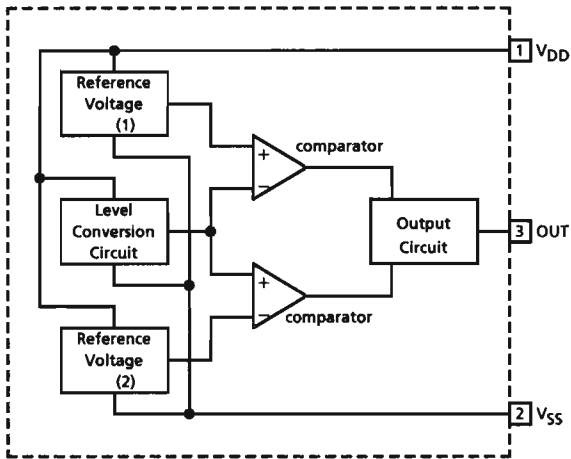 1 VDD
Reference
Voltage
(1)
comparator
+
−
Level
Conversion
Circuit
Output
Circuit
3 OUT
+
−
comparator
Reference
Voltage
(2)
2 VSS